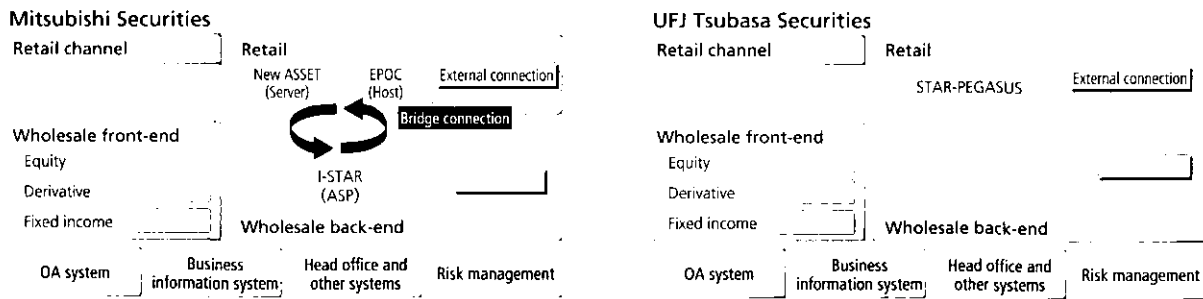 Mitsubishi Securities
Retail channel
Retail
New ASSET
(Server)
EPOC
(Host)
External connection
Bridge connection
Wholesale front-end
Equity
Derivative
Fixed income
I-STAR
(ASP)
Wholesale back-end
OA system
Business
information system
Head office and
other systems
Risk management
UFJ Tsubasa Securities
Retail channel
Retail
STAR-PEGASUS
External connection
Wholesale front-end
Equity
Derivative
Fixed income
Wholesale back-end
OA system
Business
information system
Head office and
other systems
Risk management